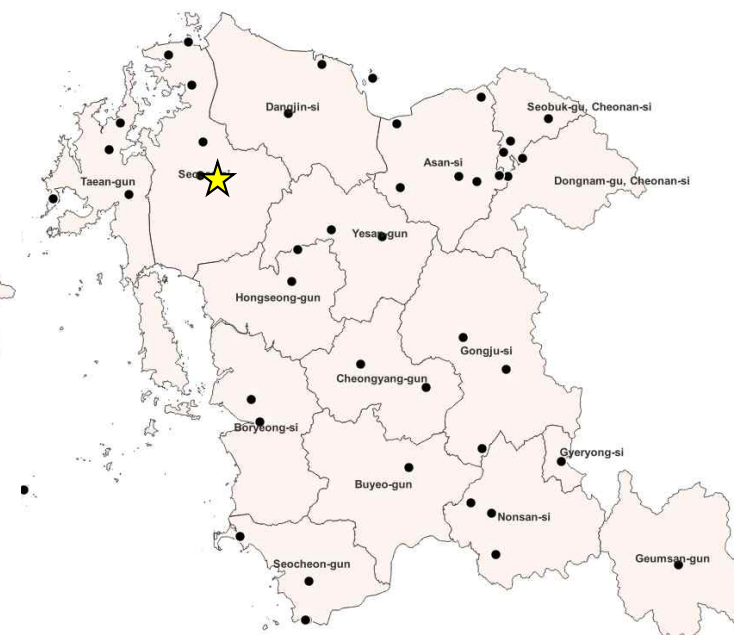 Seobuk-gu, Cheonan-si
Dangjin-si
Asan-si
Taean-gun
Dongnam-gu, Cheonan-si
Yesan-gun
Hongseong-gun
Gongju-si
Cheongyang-gun
Boryeong-si
Gyeryong-si
Buyeo-gun
Nonsan-si
Geumsan-gun
Seocheon-gun